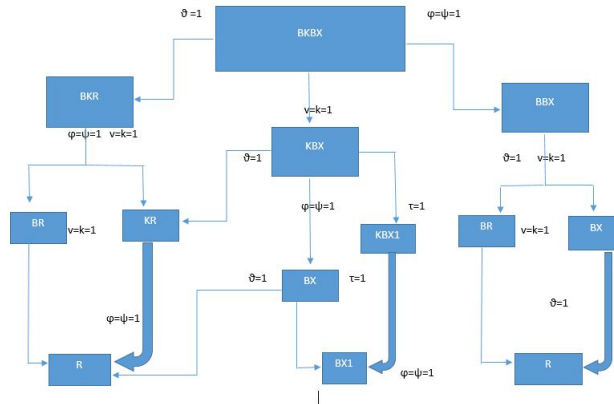 ϑ =1
φ=ψ=1
BKBX
BKR
BBX
v=k=1
φ=ψ=1 v=k=1
KBX
ϑ=1
ϑ=1 v=k=1
φ=ψ=1
τ=1
BR
v=k=1
KR
KBX1
BR
v=k=1
BX
ϑ=1
BX
τ=1
ϑ=1
φ=ψ=1
R
BX1
φ=ψ=1
R